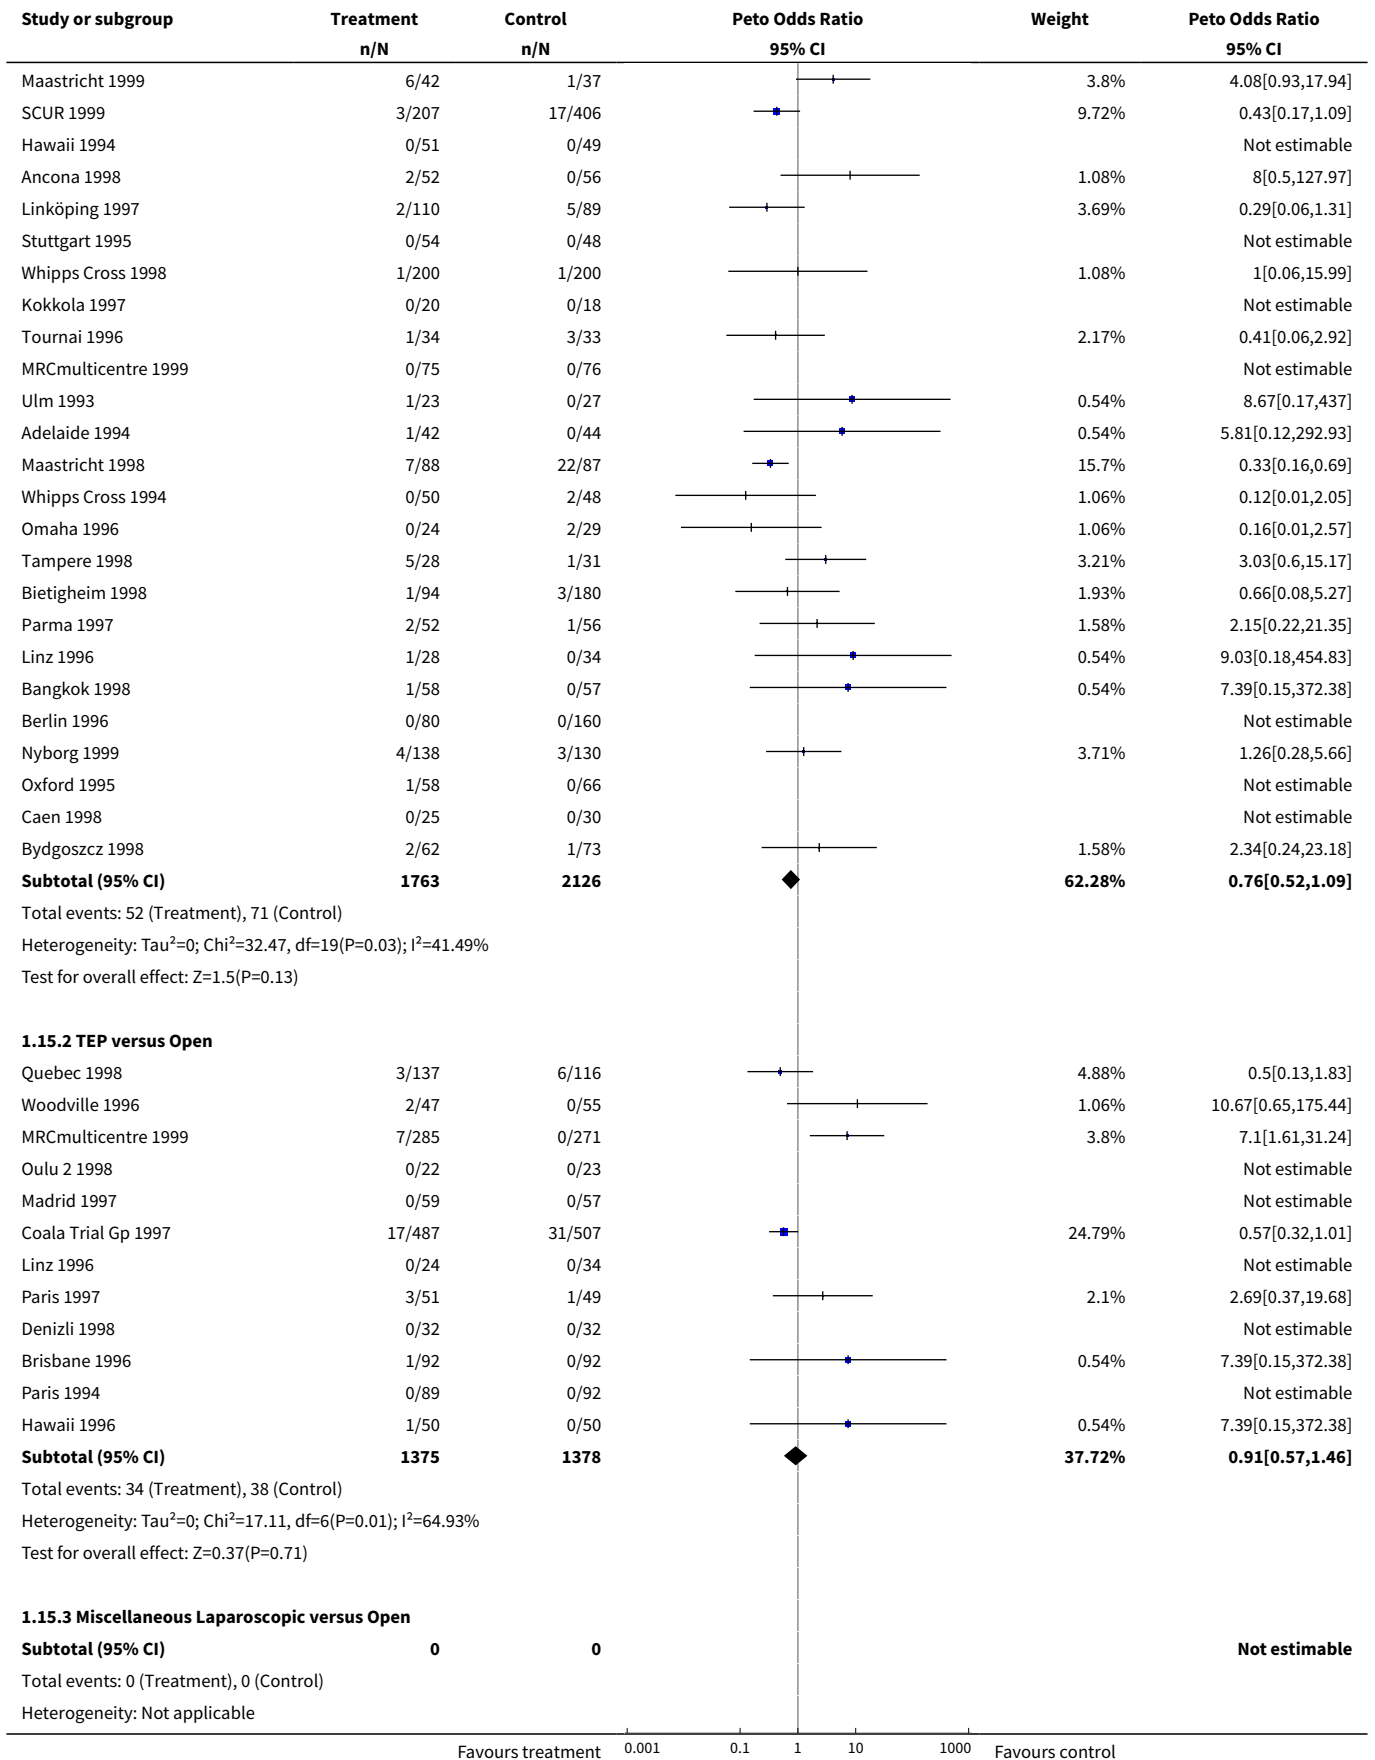 Study or subgroup Treatment Control Peto Odds Ratio Weight Peto Odds Ratio
n/N n/N 95% CI 95% CI
Maastricht 1999 6/42 1/37 3.8% 4.08[0.93,17.94]
SCUR 1999 3/207 17/406 9.72% 0.43[0.17,1.09]
Hawaii 1994 0/51 0/49 Not estimable
Ancona 1998 2/52 0/56 1.08% 8[0.5,127.97]
Linköping 1997 2/110 5/89 3.69% 0.29[0.06,1.31]
Stuttgart 1995 0/54 0/48 Not estimable
Whipps Cross 1998 1/200 1/200 1.08% 1[0.06,15.99]
Kokkola 1997 0/20 0/18 Not estimable
Tournai 1996 1/34 3/33 2.17% 0.41[0.06,2.92]
MRCmulticentre 1999 0/75 0/76 Not estimable
Ulm 1993 1/23 0/27 0.54% 8.67[0.17,437]
Adelaide 1994 1/42 0/44 0.54% 5.81[0.12,292.93]
Maastricht 1998 7/88 22/87 15.7% 0.33[0.16,0.69]
Whipps Cross 1994 0/50 2/48 1.06% 0.12[0.01,2.05]
Omaha 1996 0/24 2/29 1.06% 0.16[0.01,2.57]
Tampere 1998 5/28 1/31 3.21% 3.03[0.6,15.17]
Bietigheim 1998 1/94 3/180 1.93% 0.66[0.08,5.27]
Parma 1997 2/52 1/56 1.58% 2.15[0.22,21.35]
Linz 1996 1/28 0/34 0.54% 9.03[0.18,454.83]
Bangkok 1998 1/58 0/57 0.54% 7.39[0.15,372.38]
Berlin 1996 0/80 0/160 Not estimable
Nyborg 1999 4/138 3/130 3.71% 1.26[0.28,5.66]
Oxford 1995 1/58 0/66 Not estimable
Caen 1998 0/25 0/30 Not estimable
Bydgoszcz 1998 2/62 1/73 1.58% 2.34[0.24,23.18]
Subtotal (95% CI) 1763 2126 62.28% 0.76[0.52,1.09]
Total events: 52 (Treatment), 71 (Control)
Heterogeneity: Tau²=0; Chi²=32.47, df=19(P=0.03); I²=41.49%
Test for overall effect: Z=1.5(P=0.13)
1.15.2 TEP versus Open
Quebec 1998 3/137 6/116 4.88% 0.5[0.13,1.83]
Woodville 1996 2/47 0/55 1.06% 10.67[0.65,175.44]
MRCmulticentre 1999 7/285 0/271 3.8% 7.1[1.61,31.24]
Oulu 2 1998 0/22 0/23 Not estimable
Madrid 1997 0/59 0/57 Not estimable
Coala Trial Gp 1997 17/487 31/507 24.79% 0.57[0.32,1.01]
Linz 1996 0/24 0/34 Not estimable
Paris 1997 3/51 1/49 2.1% 2.69[0.37,19.68]
Denizli 1998 0/32 0/32 Not estimable
Brisbane 1996 1/92 0/92 0.54% 7.39[0.15,372.38]
Paris 1994 0/89 0/92 Not estimable
Hawaii 1996 1/50 0/50 0.54% 7.39[0.15,372.38]
Subtotal (95% CI) 1375 1378 37.72% 0.91[0.57,1.46]
Total events: 34 (Treatment), 38 (Control)
Heterogeneity: Tau²=0; Chi²=17.11, df=6(P=0.01); I²=64.93%
Test for overall effect: Z=0.37(P=0.71)
1.15.3 Miscellaneous Laparoscopic versus Open
Subtotal (95% CI) 0 0 Not estimable
Total events: 0 (Treatment), 0 (Control)
Heterogeneity: Not applicable
Favours treatment 0.001 0.1 1 10 1000 Favours control